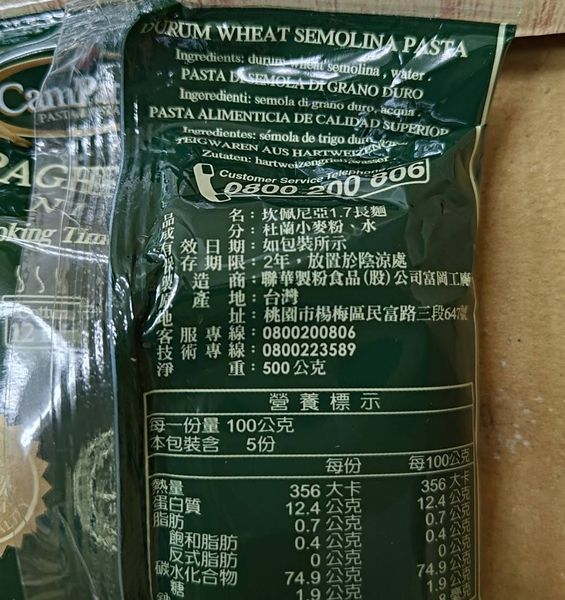 DURUM WHEAT SEMOLINA PASTA
Ingredients: durum wheat semolina , water .
PASTA DI SEMOLA DI GRANO DURO
Ingeredienti: semola di grano duro, acqua .
PASTA ALIMENTICIA DE CALIDAD SUPERIOR
Ingredientes: sémola de trigo duro,
TEIGWAREN AUS HARTWEIZEN
Zutaten: hartweizengriess, wasser
Customer Service Telephone
0800 200 806
品 名：坎佩尼亞1.7長麵
成 分：杜蘭小麥粉、水
有效日期：如包裝所示
保存期限：2年，放置於陰涼處
製造商：聯華製粉食品(股)公司富岡工廠
原產地：台灣
地 址：桃園市楊梅區民富路三段647號
客服專線：0800200806
技術專線：0800223589
淨 重：500公克
營養標示
每一份量 100公克
本包裝含 5份
每份 每100公克
熱量 356 大卡 356 大卡
蛋白質 12.4 公克 12.4 公克
脂肪 0.7 公克 0.7 公克
飽和脂肪 0.4 公克 0.4 公克
反式脂肪 0 公克 0 公克
碳水化合物 74.9 公克 74.9 公克
糖 1.9 公克 1.9 公克
CamP
PASTA
PAG
N
oking Tim